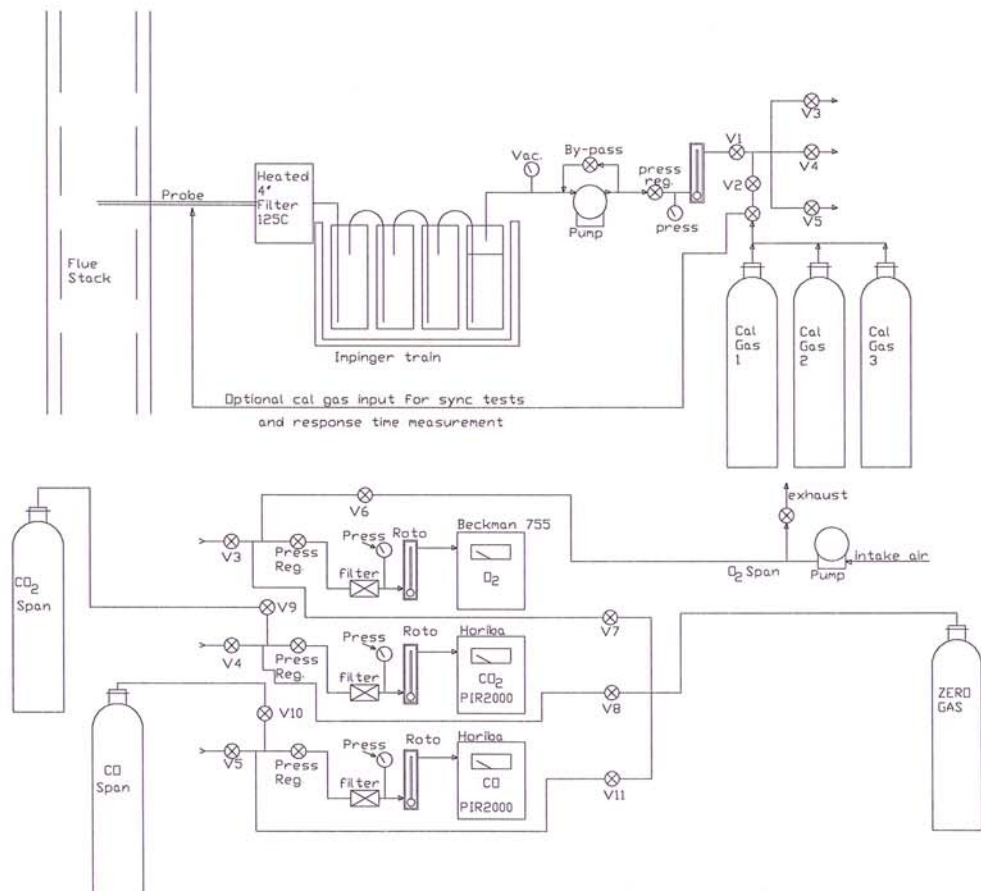 Flue
Stack
Probe
Heated
4"
Filter
125C
Inpinger train
Vac.
By-pass
Pump
press
reg.
press
V1
V2
V3
V4
V5
Cal
Gas
1
Cal
Gas
2
Cal
Gas
3
Optional cal gas input for sync tests
and response time measurement
CO2
Span
V3
V6
Press
Reg.
Press
Roto
filter
Beckman 755
O2
exhaust
O2 Span
Pump
intake air
V9
V4
Press
Reg.
Press
Roto
filter
Horiba
CO2
PIR2000
V7
V8
ZERO
GAS
CO
Span
V10
V5
Press
Reg
Press
Roto
filter
Horiba
CO
PIR2000
V11